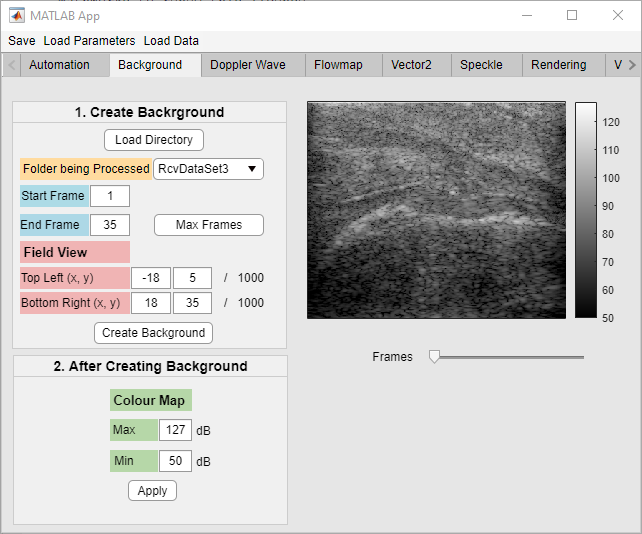 MATLAB App
Save Load Parameters Load Data
Automation Background Doppler Wave Flowmap Vector2 Speckle Rendering V
1. Create Backrground
Load Directory
Folder being Processed RcvDataSet3
Start Frame 1
End Frame 35 Max Frames
Field View
Top Left (x, y) -18 5 / 1000
Bottom Right (x, y) 18 35 / 1000
Create Background
2. After Creating Background
Colour Map
Max 127 dB
Min 50 dB
Apply
120
110
100
90
80
70
60
50
Frames